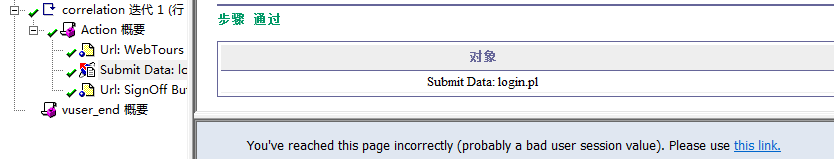 correlation 迭代 1 (行
Action 概要
Url: WebTours
Submit Data: lo
Url: SignOff Bu
vuser_end 概要
步骤 通过
对象
Submit Data: login.pl
You've reached this page incorrectly (probably a bad user session value). Please use this link.